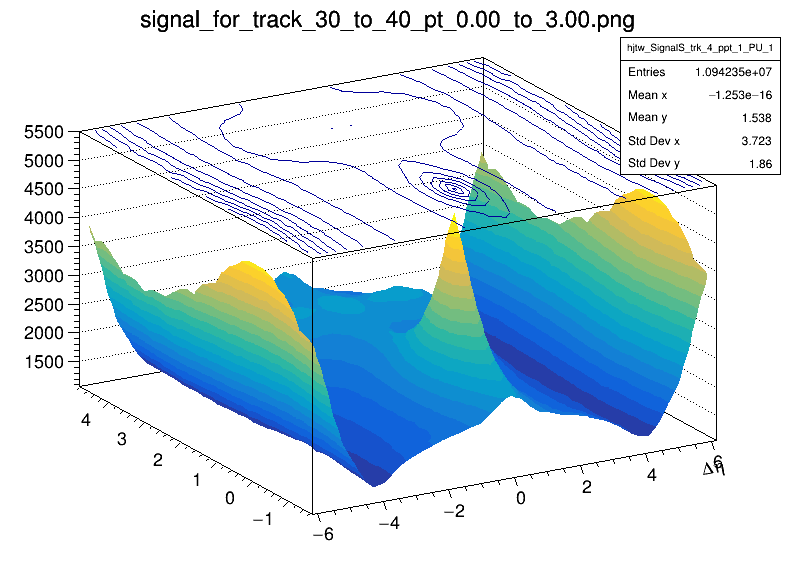 signal_for_track_30_to_40_pt_0.00_to_3.00.png
hjtw_SignalS_trk_4_ppt_1_PU_1
Entries 1.094235e+07
Mean x −1.253e−16
Mean y 1.538
Std Dev x 3.723
Std Dev y 1.86
5500
5000
4500
4000
3500
3000
2500
2000
1500
4
3
2
1
0
−1
−6
−4
−2
0
2
4
6
Δη